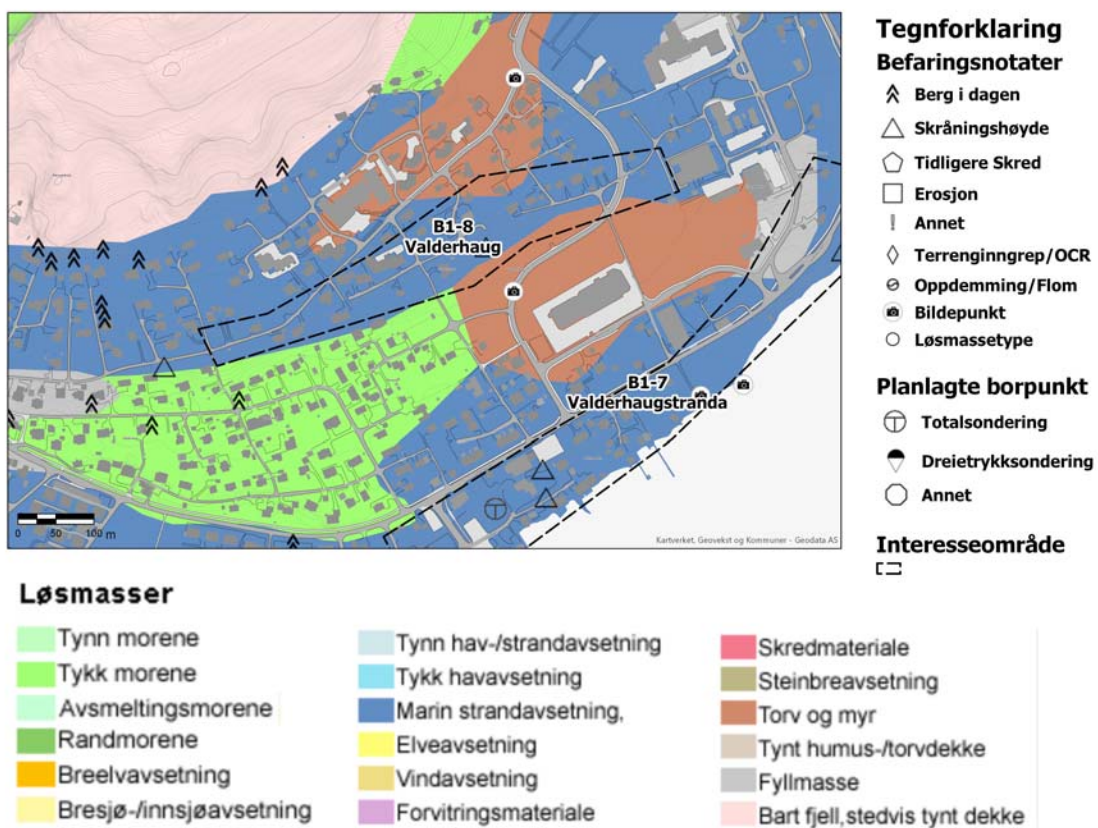 B1-8
Valderhaug
B1-7
Valderhaugstranda
0 50 100 m
Kartverket, Geovekst og Kommuner - Geodata AS
Tegnforklaring
Befaringsnotater
Berg i dagen
Skråningshøyde
Tidligere Skred
Erosjon
Annet
Terrenginngrep/OCR
Oppdemming/Flom
Bildepunkt
Løsmassetype
Planlagte borpunkt
Totalsondering
Dreietrykksondering
Annet
Interesseområde
Løsmasser
Tynn morene
Tykk morene
Avsmeltingsmorene
Randmorene
Breelvavsetning
Bresjø-/innsjøavsetning
Tynn hav-/strandavsetning
Tykk havavsetning
Marin strandavsetning,
Elveavsetning
Vindavsetning
Forvitringsmateriale
Skredmateriale
Steinbreavsetning
Torv og myr
Tynt humus-/torvdekke
Fyllmasse
Bart fjell,stedvis tynt dekke